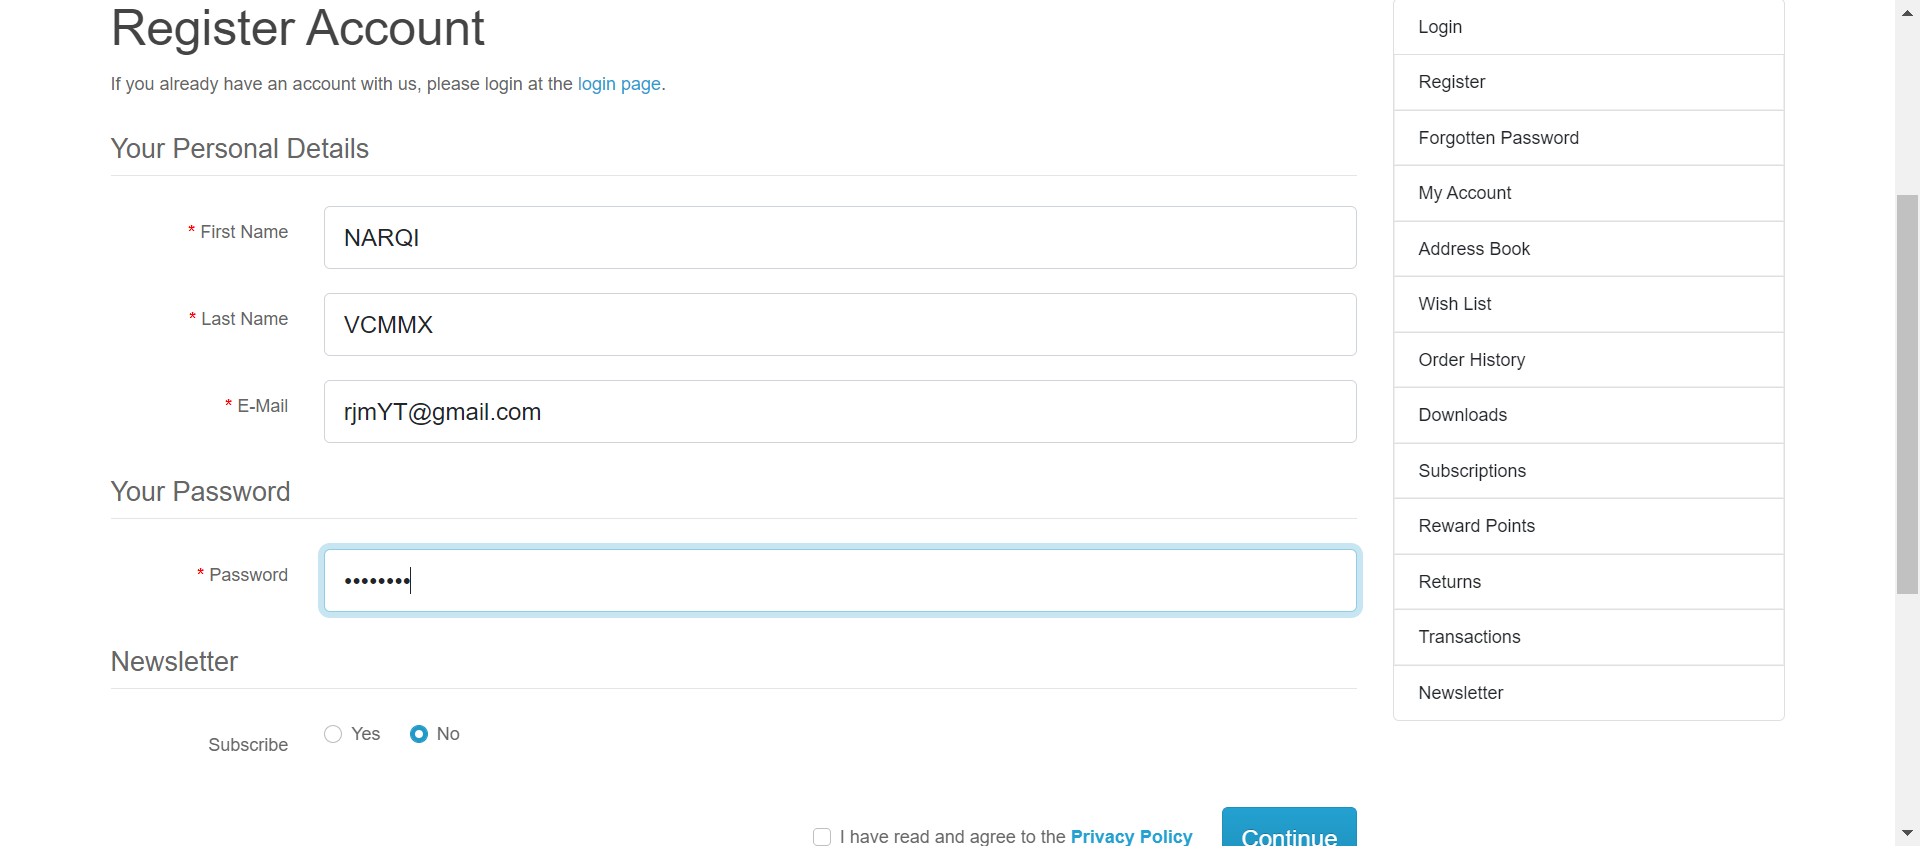 Register Account
If you already have an account with us, please login at the login page.
Your Personal Details
* First Name
NARQI
* Last Name
VCMMX
* E-Mail
rjmYT@gmail.com
Your Password
* Password
••••••••
Newsletter
Subscribe
Yes
No
I have read and agree to the Privacy Policy
Continue
Login
Register
Forgotten Password
My Account
Address Book
Wish List
Order History
Downloads
Subscriptions
Reward Points
Returns
Transactions
Newsletter